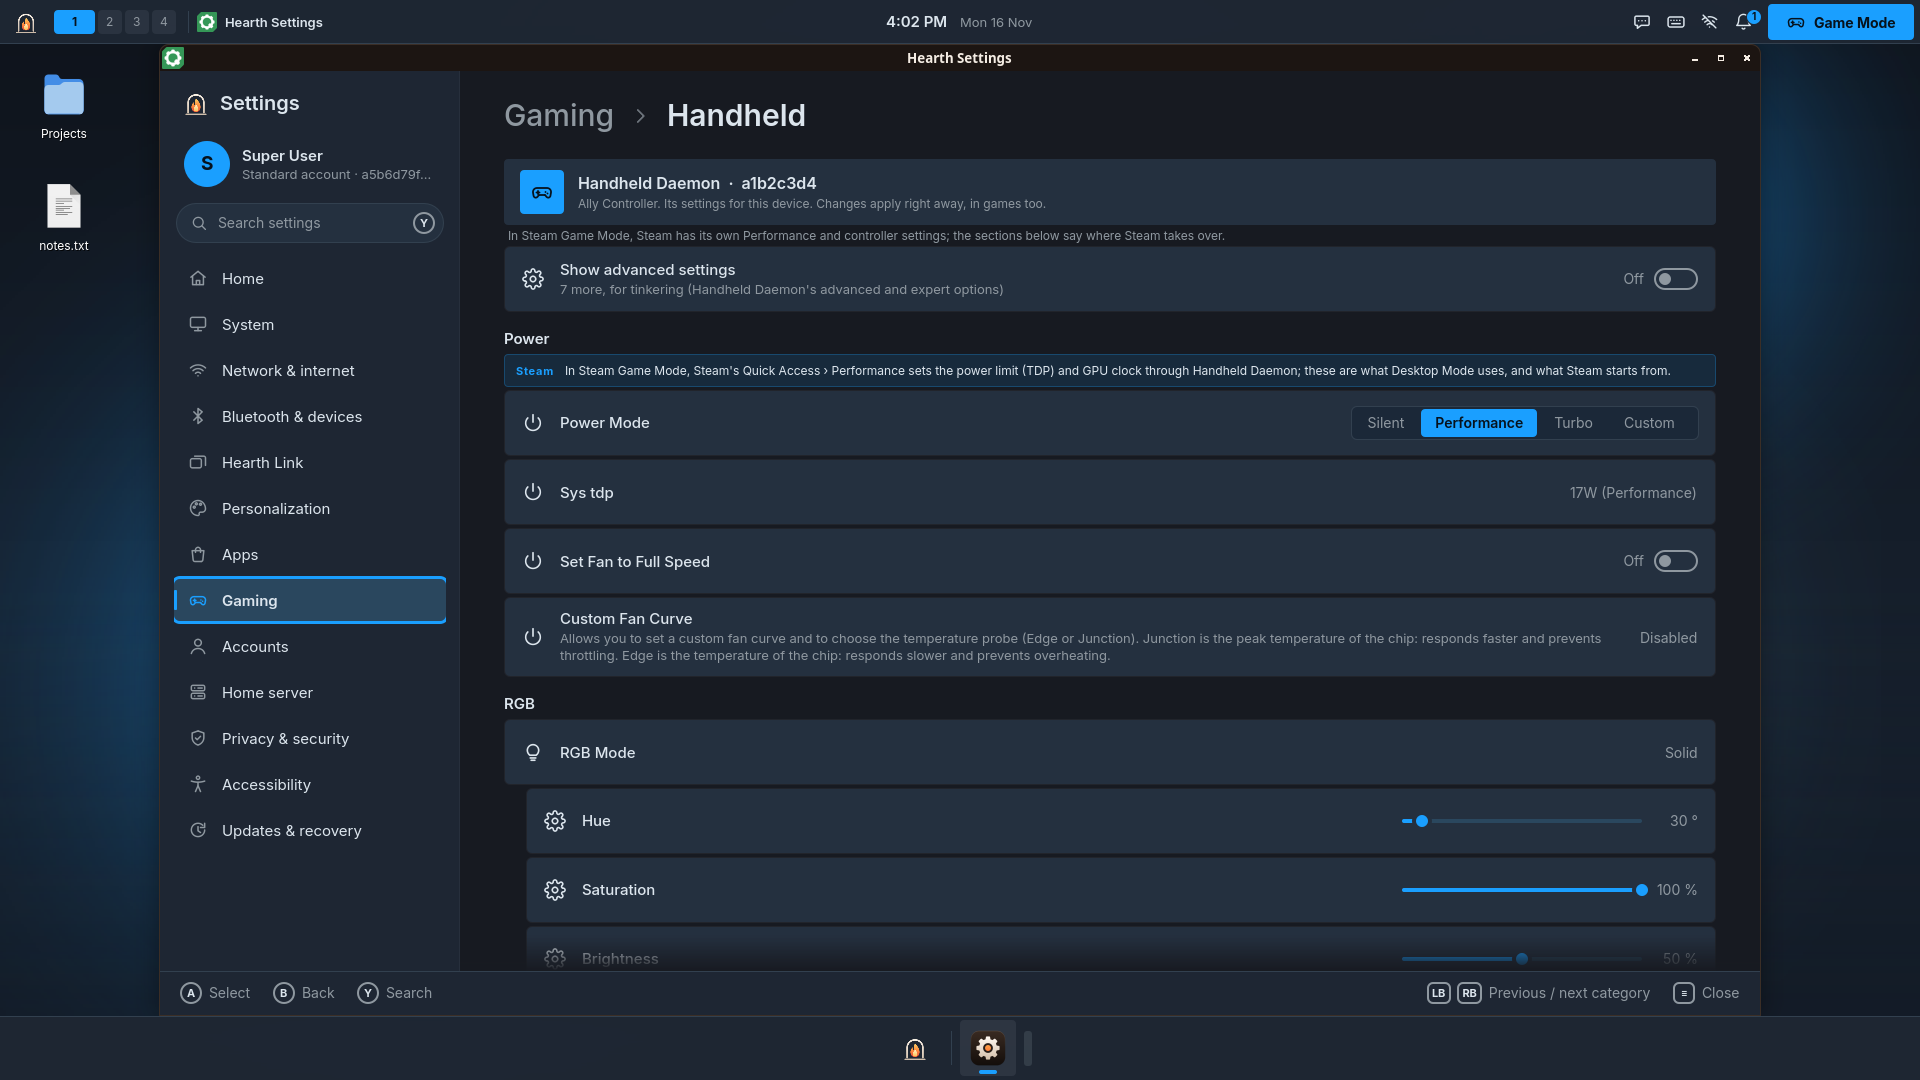 1
2
3
4
Hearth Settings
4:02 PM
Mon 16 Nov
1
Game Mode
Projects
notes.txt
Hearth Settings
Settings
S
Super User
Standard account · a5b6d79f...
Search settings
Y
Home
System
Network & internet
Bluetooth & devices
Hearth Link
Personalization
Apps
Gaming
Accounts
Home server
Privacy & security
Accessibility
Updates & recovery
Gaming > Handheld
Handheld Daemon · a1b2c3d4
Ally Controller. Its settings for this device. Changes apply right away, in games too.
In Steam Game Mode, Steam has its own Performance and controller settings; the sections below say where Steam takes over.
Show advanced settings
7 more, for tinkering (Handheld Daemon's advanced and expert options)
Off
Power
Steam In Steam Game Mode, Steam's Quick Access › Performance sets the power limit (TDP) and GPU clock through Handheld Daemon; these are what Desktop Mode uses, and what Steam starts from.
Power Mode
Silent
Performance
Turbo
Custom
Sys tdp
17W (Performance)
Set Fan to Full Speed
Off
Custom Fan Curve
Allows you to set a custom fan curve and to choose the temperature probe (Edge or Junction). Junction is the peak temperature of the chip: responds faster and prevents
throttling. Edge is the temperature of the chip: responds slower and prevents overheating.
Disabled
RGB
RGB Mode
Solid
Hue
30 °
Saturation
100 %
Brightness
50 %
A Select
B Back
Y Search
LB RB Previous / next category
Close